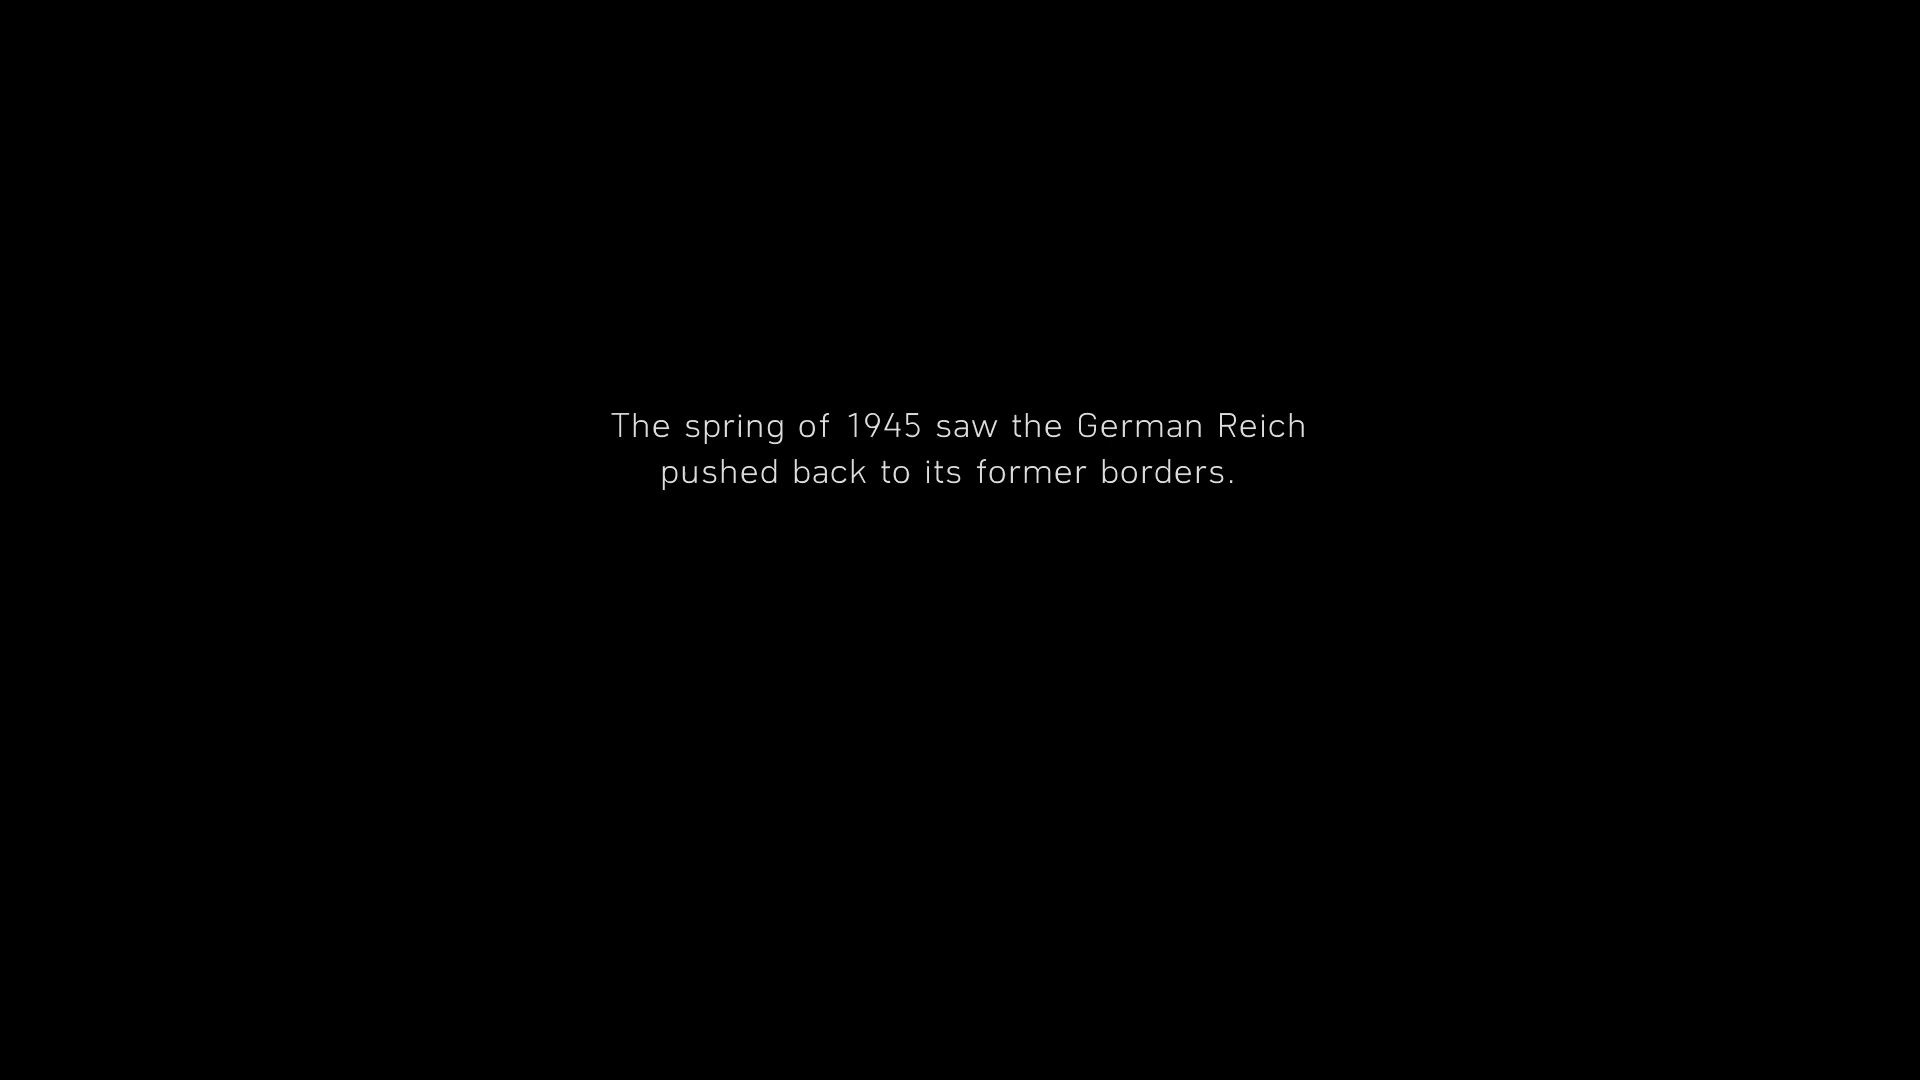 The spring of 1945 saw the German Reich
pushed back to its former borders.